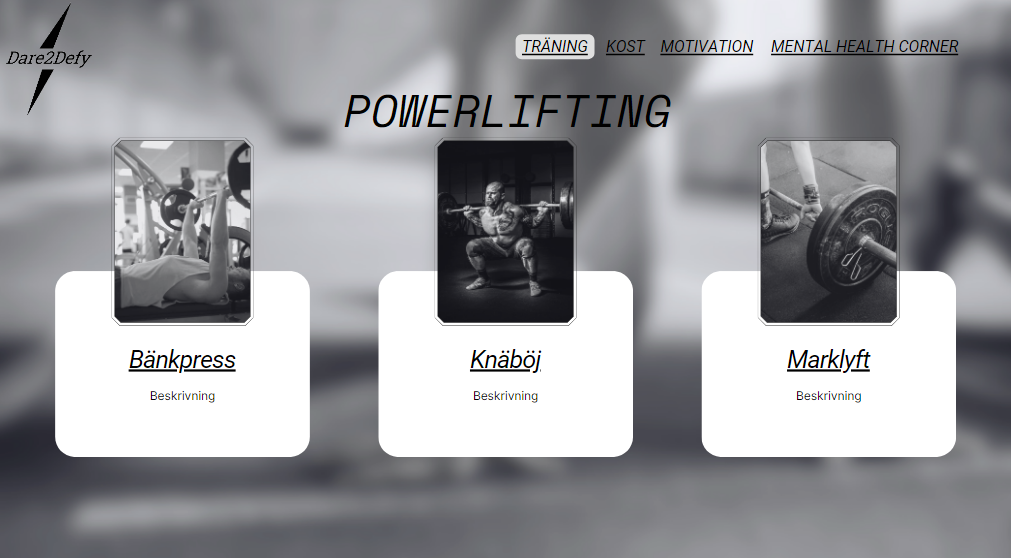 Dare2Defy
TRÄNING KOST MOTIVATION MENTAL HEALTH CORNER
POWERLIFTING
Bänkpress
Beskrivning
Knäböj
Beskrivning
Marklyft
Beskrivning